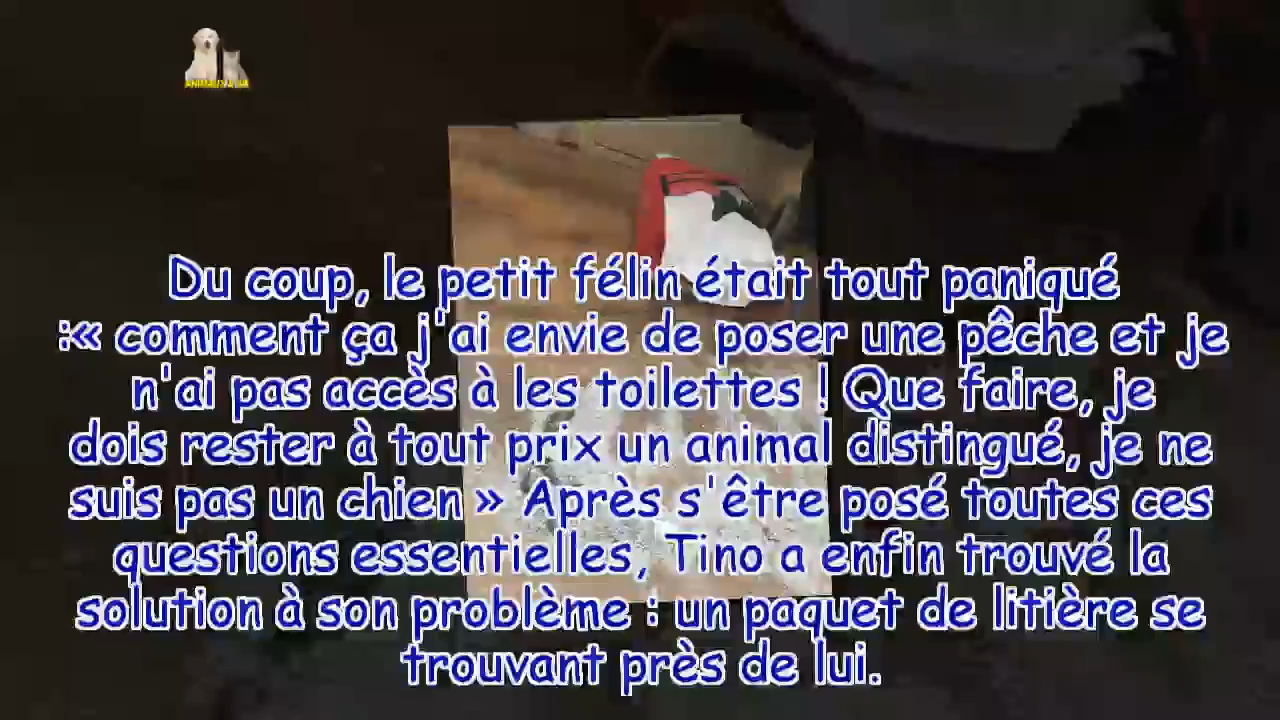 Du coup, le petit félin était tout paniqué
:« comment ça j'ai envie de poser une pêche et je
n'ai pas accès à les toilettes ! Que faire, je
dois rester à tout prix un animal distingué, je ne
suis pas un chien » Après s'être posé toutes ces
questions essentielles, Tino a enfin trouvé la
solution à son problème : un paquet de litière se
trouvant près de lui.